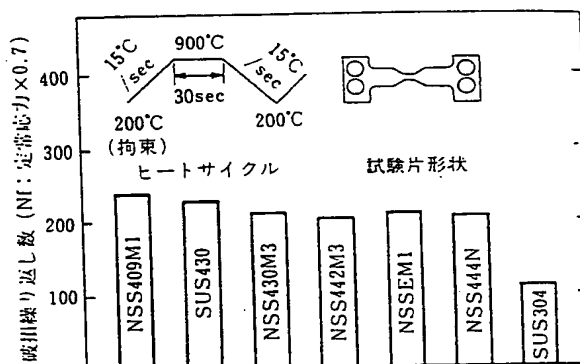 破損繰り返し数 (Nf：定常応力×0.7)
400
300
200
100
15℃
/sec
900℃
30sec
15℃
/sec
200℃
(拘束)
200℃
ヒートサイクル
試験片形状
NSS409M1
SUS430
NSS430M3
NSS442M3
NSSEM1
NSS444N
SUS304